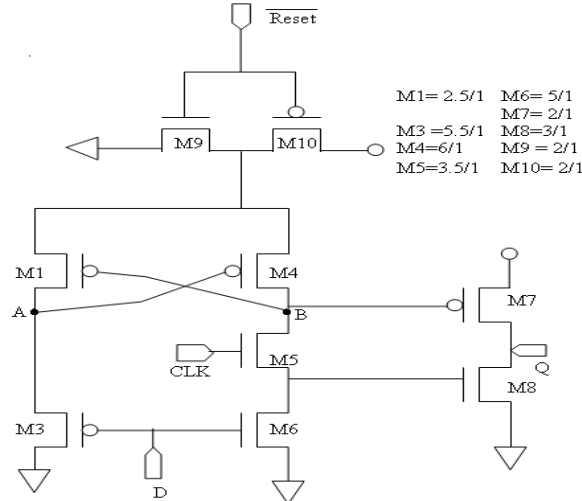 Reset
M1= 2.5/1 M6= 5/1
M7= 2/1
M3 =5.5/1 M8=3/1
M4=6/1 M9 = 2/1
M5=3.5/1 M10= 2/1
M9
M10
M1
M4
A
B
M7
M5
CLK
Q
M8
M3
M6
D